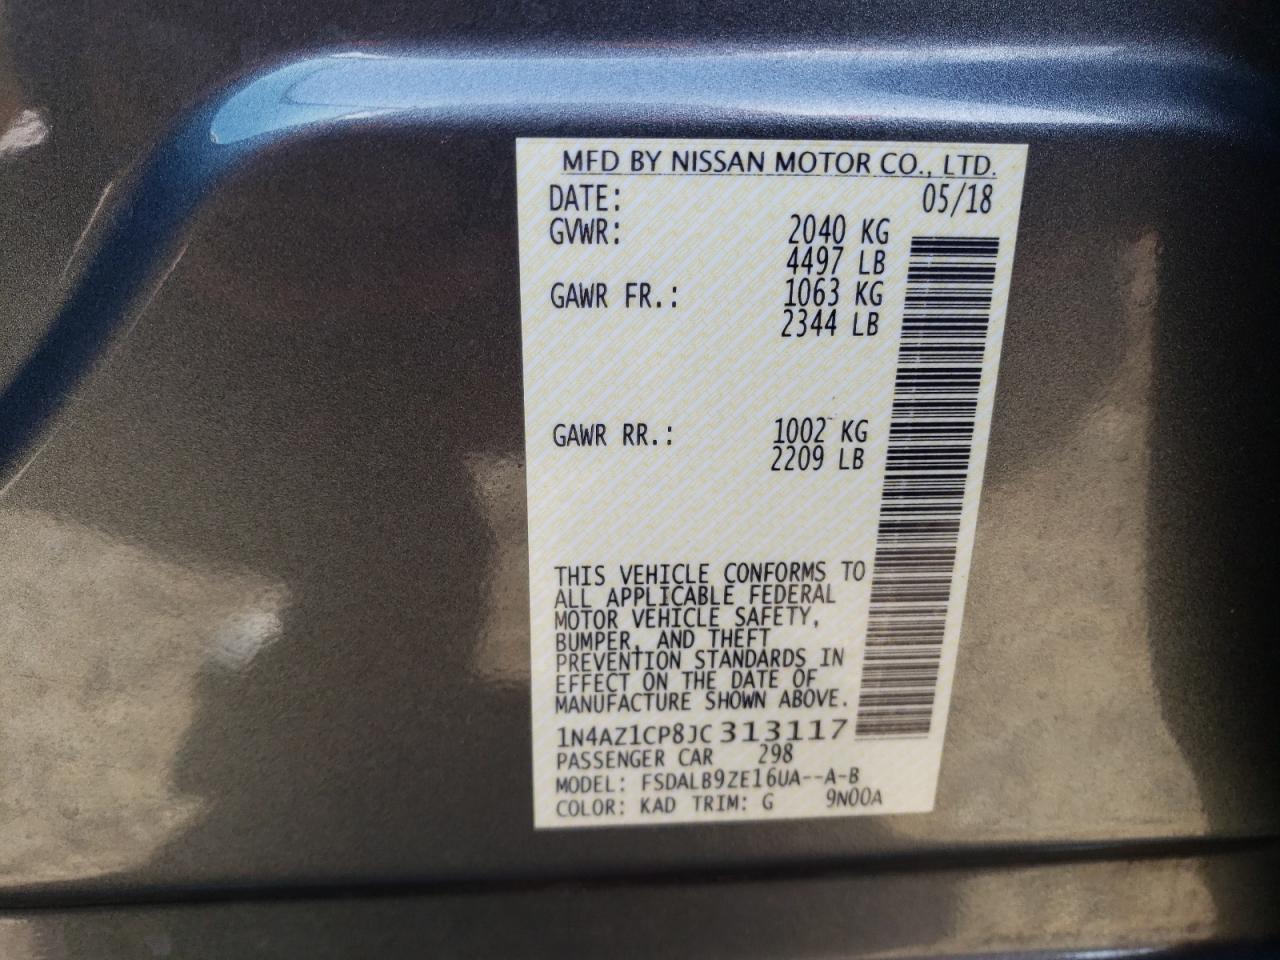 MFD BY NISSAN MOTOR CO., LTD.
DATE: 05/18
GVWR: 2040 KG
4497 LB
GAWR FR.: 1063 KG
2344 LB
GAWR RR.: 1002 KG
2209 LB
THIS VEHICLE CONFORMS TO
ALL APPLICABLE FEDERAL
MOTOR VEHICLE SAFETY,
BUMPER, AND THEFT
PREVENTION STANDARDS IN
EFFECT ON THE DATE OF
MANUFACTURE SHOWN ABOVE.
1N4AZ1CP8JC313117
PASSENGER CAR 298
MODEL: FSDALB9ZE16UA--A-B
COLOR: KAD TRIM: G 9N00A